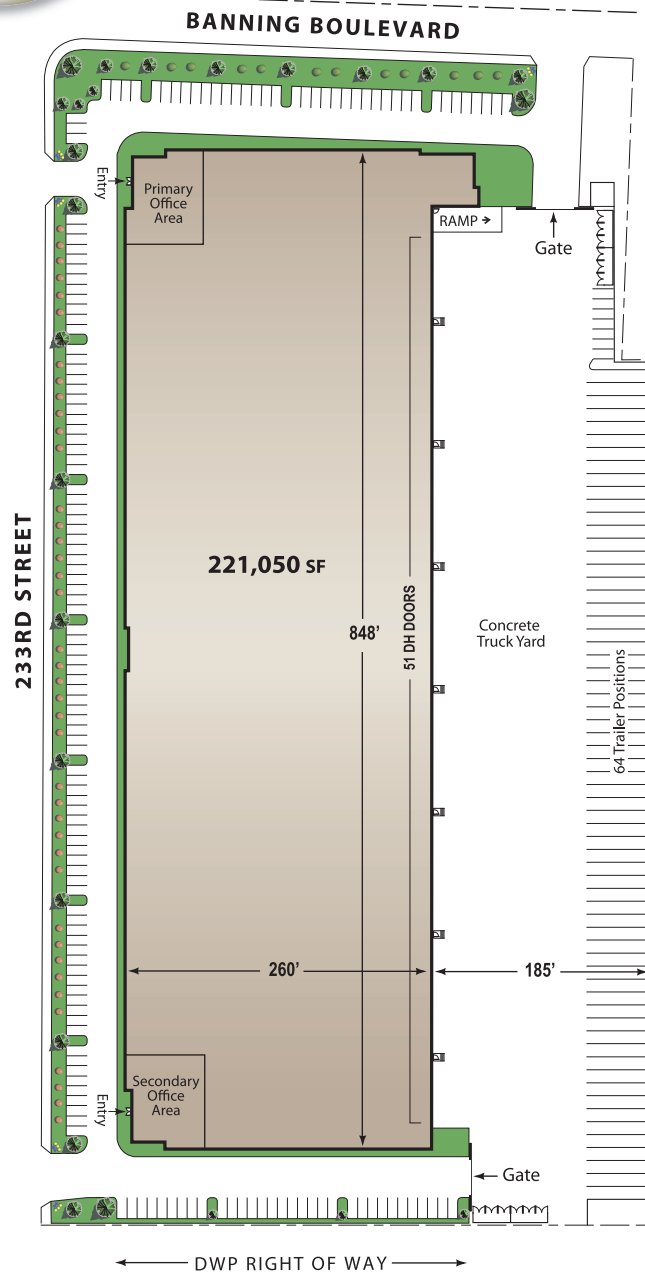 BANNING BOULEVARD
Entry
Primary
Office
Area
RAMP
Gate
221,050 SF
233RD STREET
848'
51 DH DOORS
Concrete
Truck Yard
64 Trailer Positions
260'
185'
Secondary
Office
Area
Entry
Gate
DWP RIGHT OF WAY